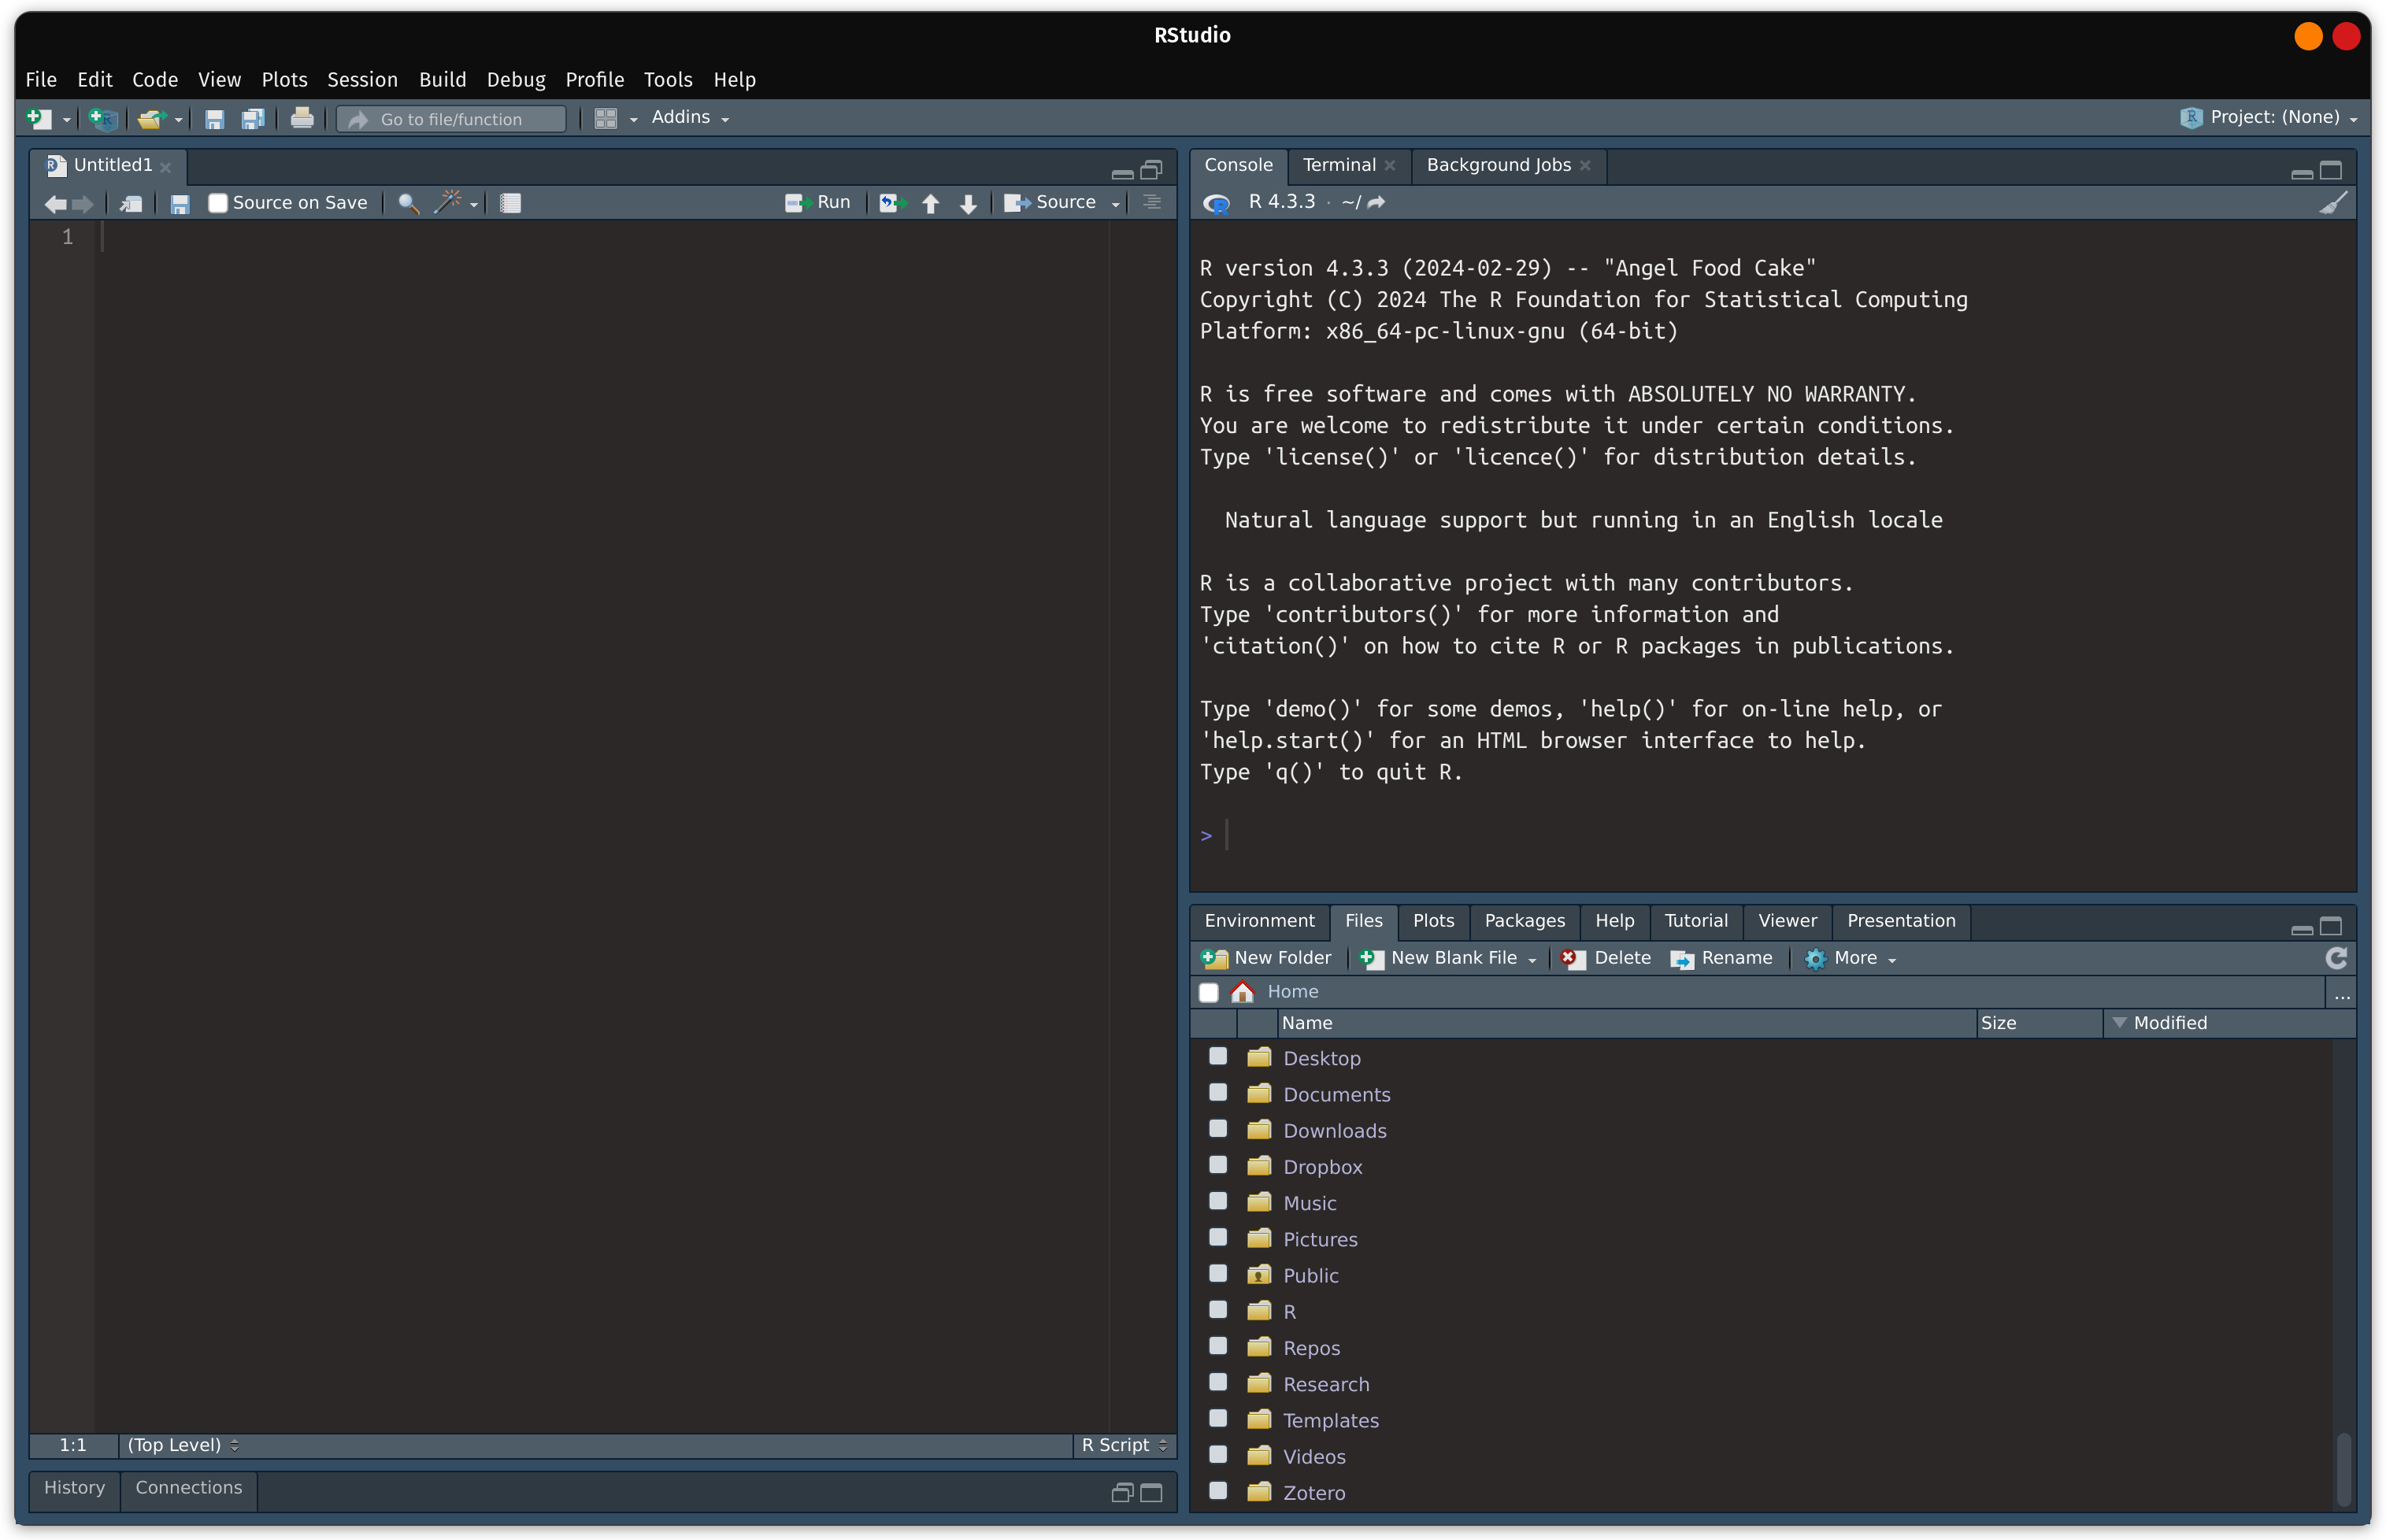 RStudio
File Edit Code View Plots Session Build Debug Profile Tools Help
Go to file/function Addins Project: (None)
Untitled1
Source on Save Run Source
1
1:1 (Top Level) R Script
History Connections
Console Terminal Background Jobs
R 4.3.3 · ~/
R version 4.3.3 (2024-02-29) -- "Angel Food Cake"
Copyright (C) 2024 The R Foundation for Statistical Computing
Platform: x86_64-pc-linux-gnu (64-bit)
R is free software and comes with ABSOLUTELY NO WARRANTY.
You are welcome to redistribute it under certain conditions.
Type 'license()' or 'licence()' for distribution details.
Natural language support but running in an English locale
R is a collaborative project with many contributors.
Type 'contributors()' for more information and
'citation()' on how to cite R or R packages in publications.
Type 'demo()' for some demos, 'help()' for on-line help, or
'help.start()' for an HTML browser interface to help.
Type 'q()' to quit R.
>
Environment Files Plots Packages Help Tutorial Viewer Presentation
New Folder New Blank File Delete Rename More
Home ...
Name Size Modified
Desktop
Documents
Downloads
Dropbox
Music
Pictures
Public
R
Repos
Research
Templates
Videos
Zotero